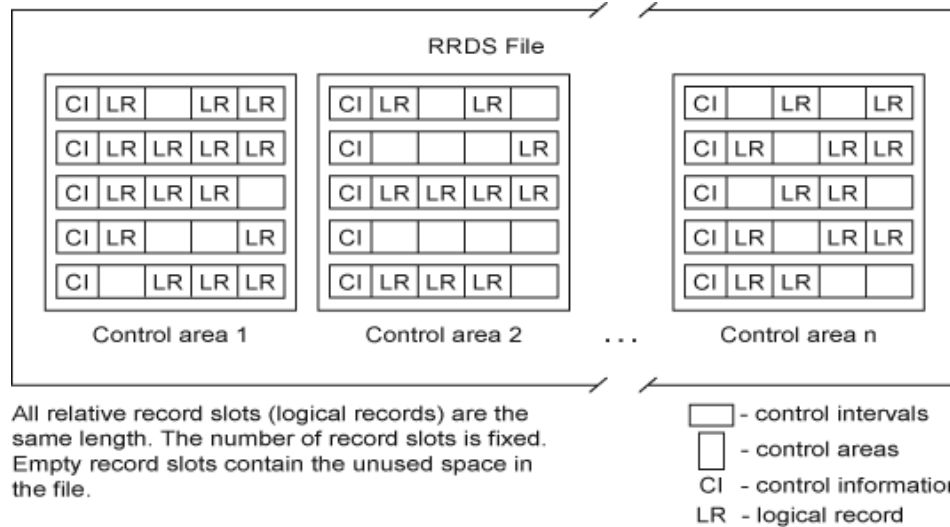 RRDS File
CI LR LR LR
CI LR LR LR LR
CI LR LR LR
CI LR LR
CI LR LR LR
Control area 1
CI LR LR
CI LR
CI LR LR LR LR
CI
CI LR LR LR
Control area 2
...
CI LR LR
CI LR LR LR
CI LR LR
CI LR LR LR
CI LR LR
Control area n
All relative record slots (logical records) are the
same length. The number of record slots is fixed.
Empty record slots contain the unused space in
the file.
- control intervals
- control areas
CI - control information
LR - logical record